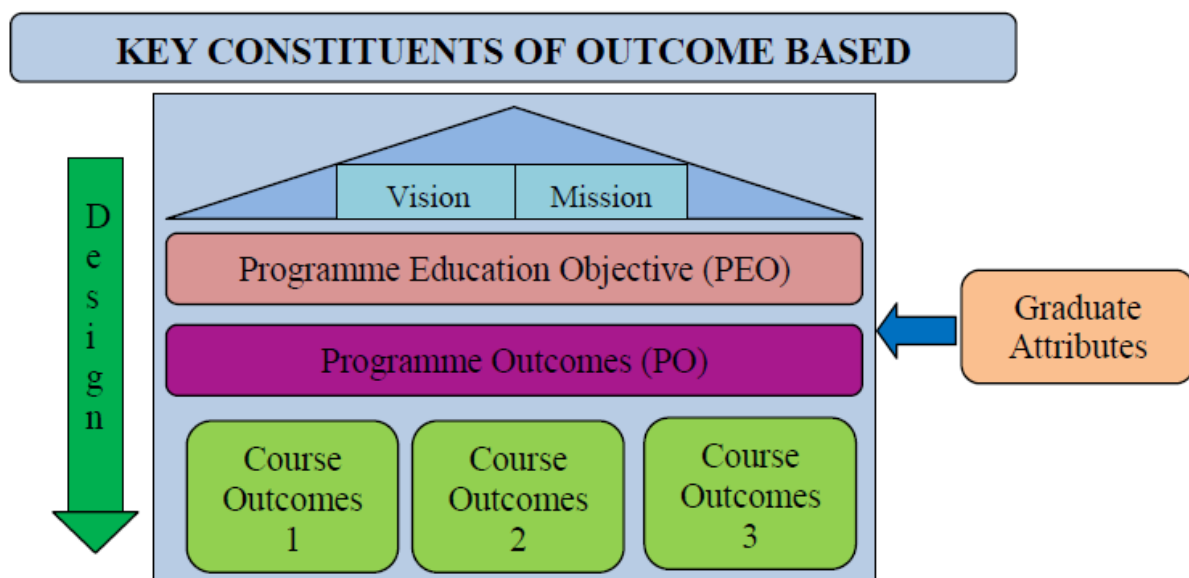 KEY CONSTITUENTS OF OUTCOME BASED
Design
Vision
Mission
Programme Education Objective (PEO)
Programme Outcomes (PO)
Graduate
Attributes
Course
Outcomes
1
Course
Outcomes
2
Course
Outcomes
3